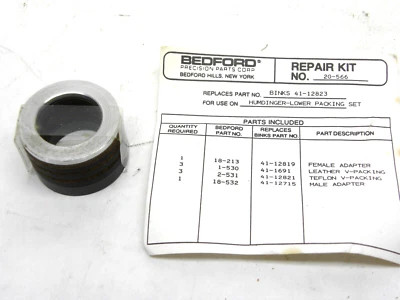 BEDFORD®
PRECISION PARTS CORP.
BEDFORD HILLS, NEW YORK
REPAIR KIT
NO. 20-566
REPLACES PART NO. BINKS 41-12823
FOR USE ON HUMDINGER-LOWER PACKING SET
PARTS INCLUDED
QUANTITY REQUIRED BEDFORD PART NO. REPLACES BINKS PART NO. PART DESCRIPTION
1 18-213 41-12819 FEMALE ADAPTER
3 1-530 41-1691 LEATHER V-PACKING
3 2-531 41-12821 TEFLON V-PACKING
1 18-532 41-12715 MALE ADAPTER